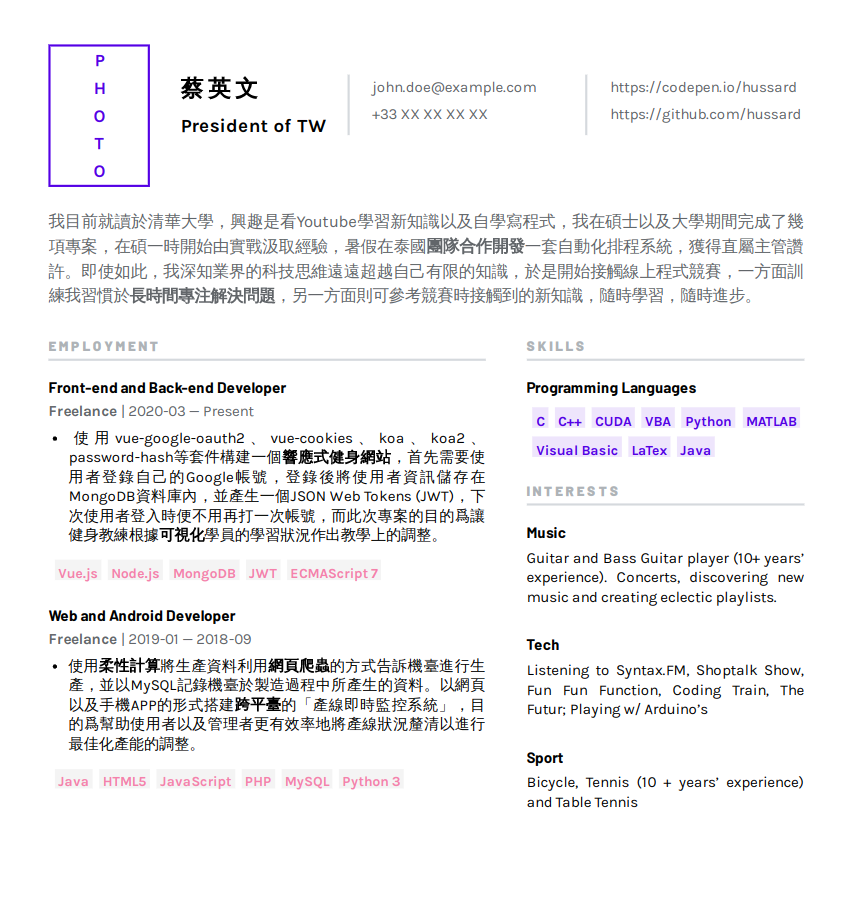 P
H
O
T
O
蔡英文
President of TW
john.doe@example.com
+33 XX XX XX XX
https://codepen.io/hussard
https://github.com/hussard
我目前就讀於清華大學，興趣是看Youtube學習新知識以及自學寫程式，我在碩士以及大學期間完成了幾
項專案，在碩一時開始由實戰汲取經驗，暑假在泰國團隊合作開發一套自動化排程系統，獲得直屬主管讚
許。即使如此，我深知業界的科技思維遠遠超越自己有限的知識，於是開始接觸線上程式競賽，一方面訓
練我習慣於長時間專注解決問題，另一方面則可參考競賽時接觸到的新知識，隨時學習，隨時進步。
EMPLOYMENT
Front-end and Back-end Developer
Freelance | 2020-03 — Present
• 使用vue-google-oauth2、vue-cookies、koa、koa2、
password-hash等套件構建一個響應式健身網站，首先需要使
用者登錄自己的Google帳號，登錄後將使用者資訊儲存在
MongoDB資料庫內，並產生一個JSON Web Tokens (JWT)，下
次使用者登入時便不用再打一次帳號，而此次專案的目的爲讓
健身教練根據可視化學員的學習狀況作出教學上的調整。
Vue.js Node.js MongoDB JWT ECMAScript 7
Web and Android Developer
Freelance | 2019-01 — 2018-09
• 使用柔性計算將生產資料利用網頁爬蟲的方式告訴機臺進行生
產，並以MySQL記錄機臺於製造過程中所產生的資料。以網頁
以及手機APP的形式搭建跨平臺的「產線即時監控系統」，目
的爲幫助使用者以及管理者更有效率地將產線狀況釐清以進行
最佳化產能的調整。
Java HTML5 JavaScript PHP MySQL Python 3
SKILLS
Programming Languages
C C++ CUDA VBA Python MATLAB
Visual Basic LaTex Java
INTERESTS
Music
Guitar and Bass Guitar player (10+ years’
experience). Concerts, discovering new
music and creating eclectic playlists.
Tech
Listening to Syntax.FM, Shoptalk Show,
Fun Fun Function, Coding Train, The
Futur; Playing w/ Arduino’s
Sport
Bicycle, Tennis (10 + years’ experience)
and Table Tennis